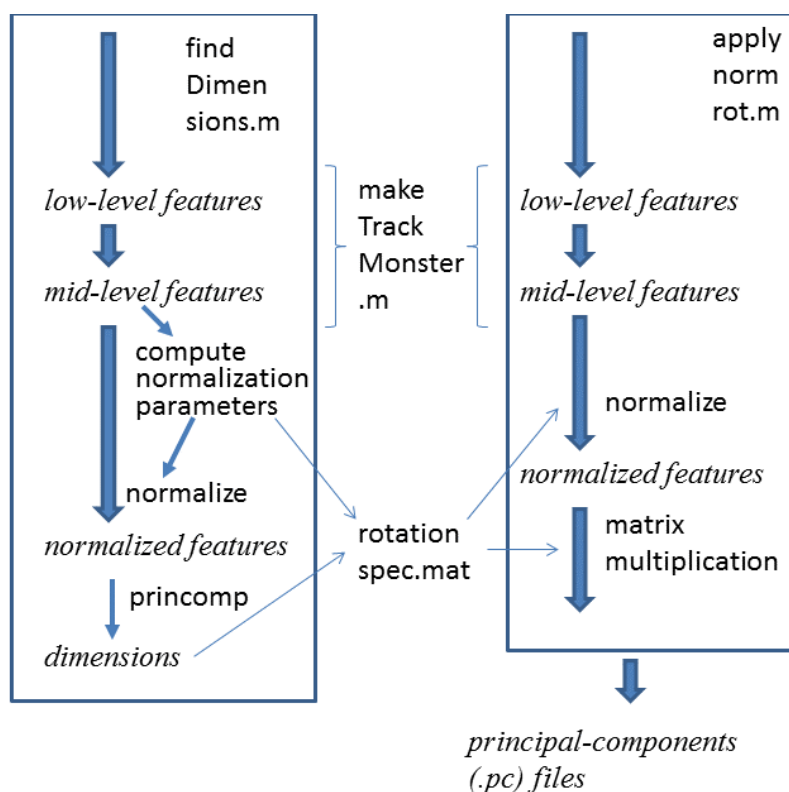 find
Dimen
sions.m
low-level features
mid-level features
compute
normalization
parameters
normalize
normalized features
princomp
dimensions
make
Track
Monster
.m
rotation
spec.mat
apply
norm
rot.m
low-level features
mid-level features
normalize
normalized features
matrix
multiplication
principal-components
(.pc) files